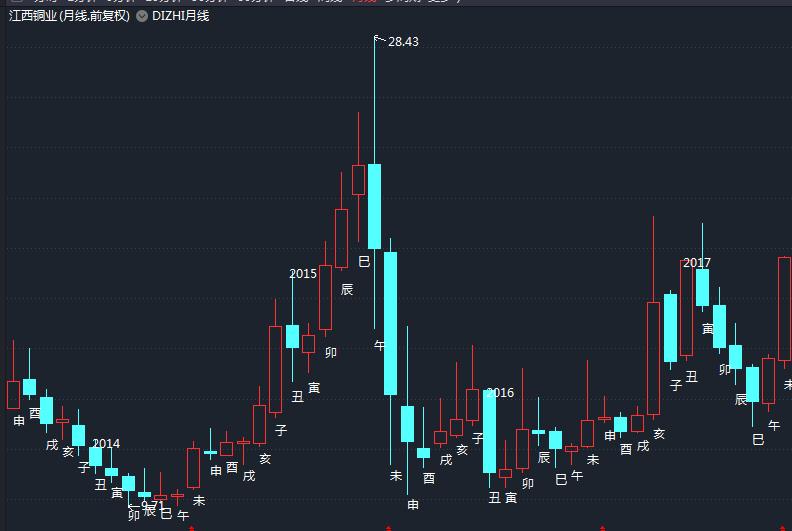 江西铜业(月线.前复权) DIZHI月线
28.43
2015
巳
辰
午
卯
寅
丑
子
2017
寅
卯
丑
子
辰
未
午
巳
2016
申
酉
戌
亥
子
丑
寅
卯
2014
9.71
辰
巳
午
未
申
酉
戌
亥
未
申
酉
戌
亥
子
丑
寅
卯
辰
巳
午
未
申
酉
戌
亥